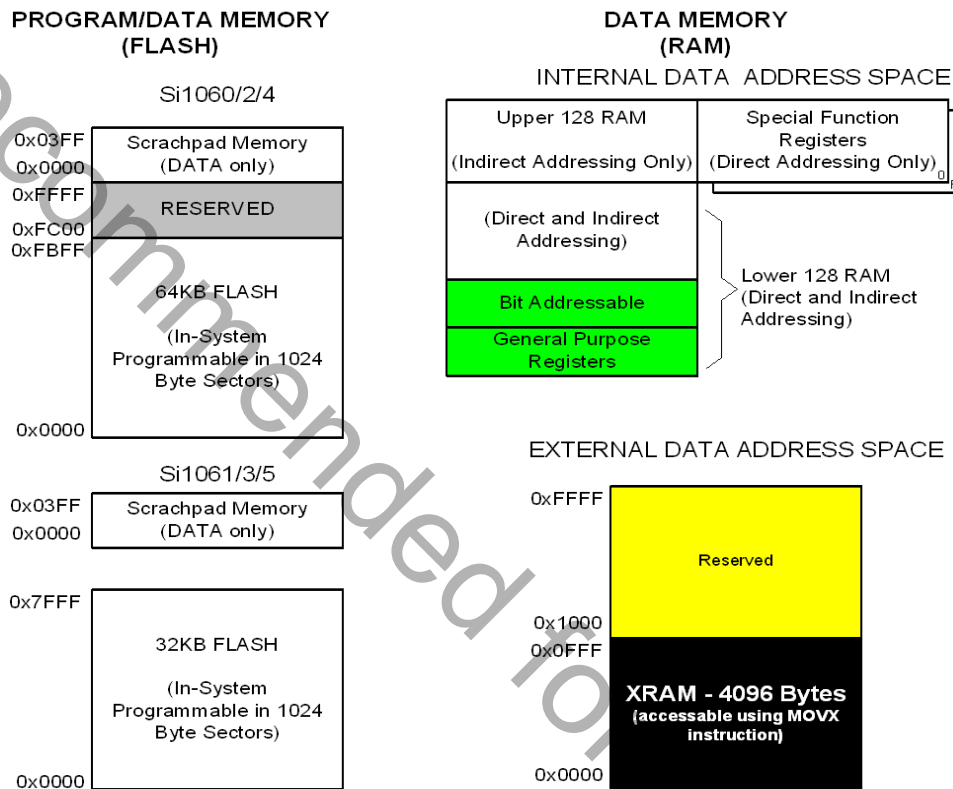 PROGRAM/DATA MEMORY
(FLASH)
Si1060/2/4
0x03FF
Scrachpad Memory
(DATA only)
0x0000
0xFFFF
RESERVED
0xFC00
0xFBFF
64KB FLASH
(In-System
Programmable in 1024
Byte Sectors)
0x0000
Si1061/3/5
0x03FF
Scrachpad Memory
(DATA only)
0x0000
0x7FFF
32KB FLASH
(In-System
Programmable in 1024
Byte Sectors)
0x0000
DATA MEMORY
(RAM)
INTERNAL DATA ADDRESS SPACE
Upper 128 RAM
(Indirect Addressing Only)
Special Function
Registers
(Direct Addressing Only)
0
F
(Direct and Indirect
Addressing)
Bit Addressable
General Purpose
Registers
Lower 128 RAM
(Direct and Indirect
Addressing)
EXTERNAL DATA ADDRESS SPACE
0xFFFF
Reserved
0x1000
0x0FFF
XRAM - 4096 Bytes
(accessable using MOVX
instruction)
0x0000
ecommended fo